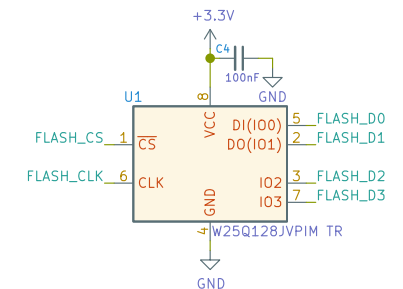 +3.3V
C4
100nF
GND
U1
8
VCC
5
DI(IO0)
FLASH_D0
FLASH_CS
1
CS
DO(IO1)
2
FLASH_D1
FLASH_CLK
6
CLK
IO2
3
FLASH_D2
IO3
7
FLASH_D3
GND
4
W25Q128JVPIM TR
GND